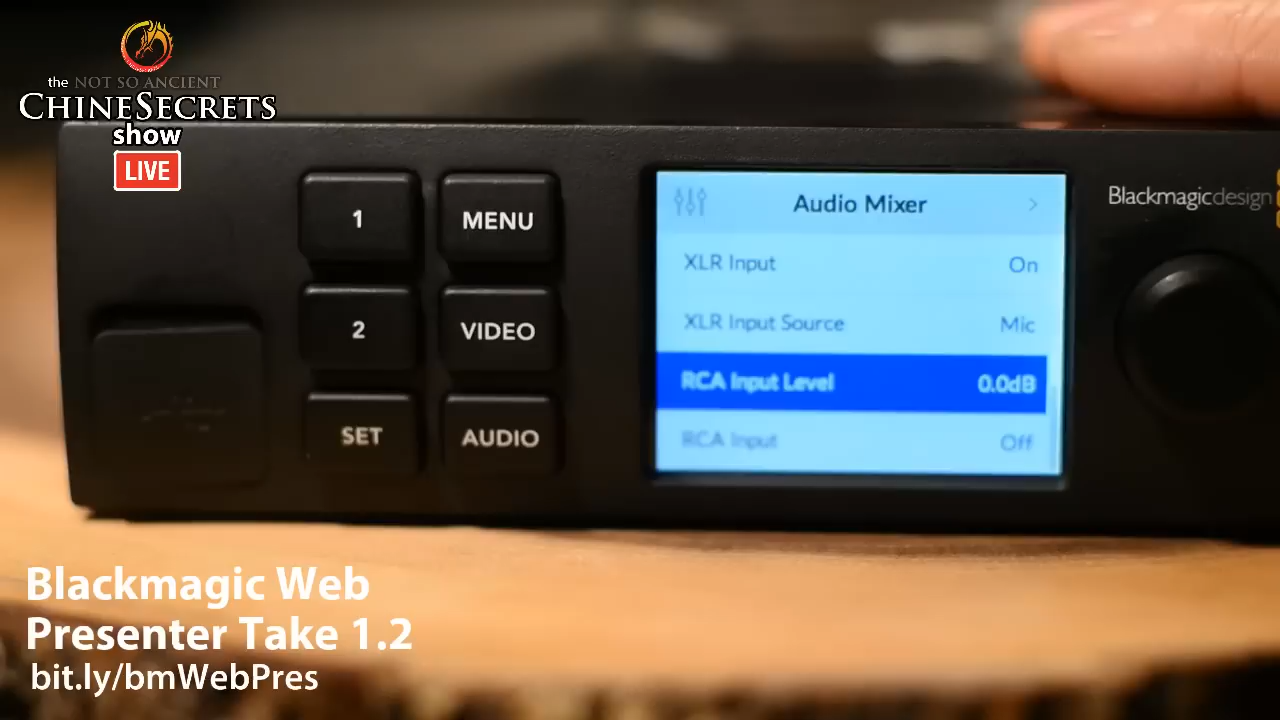 the NOT SO ANCIENT
CHINESECRETS
show
LIVE
1
MENU
2
VIDEO
SET
AUDIO
Audio Mixer
XLR Input On
XLR Input Source Mic
RCA Input Level 0.0dB
RCA Input Off
Blackmagicdesign
Blackmagic Web
Presenter Take 1.2
bit.ly/bmWebPres